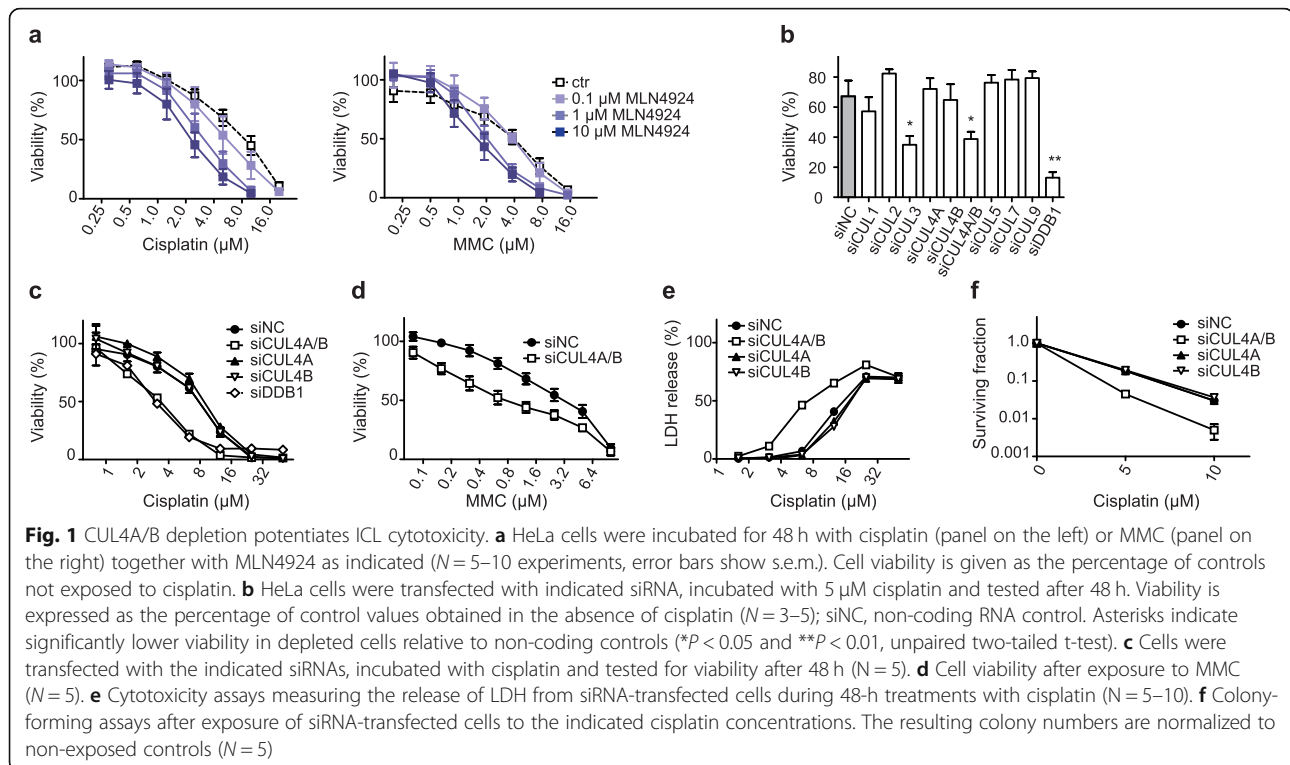 a
100
50
0
Viability (%)
0.25
0.5
1.0
2.0
4.0
8.0
16.0
Cisplatin (µM)
100
50
0
Viability (%)
0.25
0.5
1.0
2.0
4.0
8.0
16.0
MMC (µM)
ctr
0.1 µM MLN4924
1 µM MLN4924
10 µM MLN4924
b
80
60
40
20
0
Viability (%)
*
*
**
siNC
siCUL1
siCUL2
siCUL3
siCUL4A
siCUL4B
siCUL4A/B
siCUL5
siCUL7
siCUL9
siDDB1
c
100
50
0
Viability (%)
1
2
4
8
16
32
Cisplatin (µM)
siNC
siCUL4A/B
siCUL4A
siCUL4B
siDDB1
d
100
50
0
Viability (%)
0.1
0.2
0.4
0.8
1.6
3.2
6.4
MMC (µM)
siNC
siCUL4A/B
e
100
50
0
LDH release (%)
1
2
4
8
16
32
Cisplatin (µM)
siNC
siCUL4A/B
siCUL4A
siCUL4B
f
1.0
0.1
0.01
0.001
Surviving fraction
0
5
10
Cisplatin (µM)
siNC
siCUL4A/B
siCUL4A
siCUL4B
Fig. 1 CUL4A/B depletion potentiates ICL cytotoxicity. a HeLa cells were incubated for 48 h with cisplatin (panel on the left) or MMC (panel on
the right) together with MLN4924 as indicated (N = 5–10 experiments, error bars show s.e.m.). Cell viability is given as the percentage of controls
not exposed to cisplatin. b HeLa cells were transfected with indicated siRNA, incubated with 5 µM cisplatin and tested after 48 h. Viability is
expressed as the percentage of control values obtained in the absence of cisplatin (N = 3–5); siNC, non-coding RNA control. Asterisks indicate
significantly lower viability in depleted cells relative to non-coding controls (*P < 0.05 and **P < 0.01, unpaired two-tailed t-test). c Cells were
transfected with the indicated siRNAs, incubated with cisplatin and tested for viability after 48 h (N = 5). d Cell viability after exposure to MMC
(N = 5). e Cytotoxicity assays measuring the release of LDH from siRNA-transfected cells during 48-h treatments with cisplatin (N = 5–10). f Colony-
forming assays after exposure of siRNA-transfected cells to the indicated cisplatin concentrations. The resulting colony numbers are normalized to
non-exposed controls (N = 5)